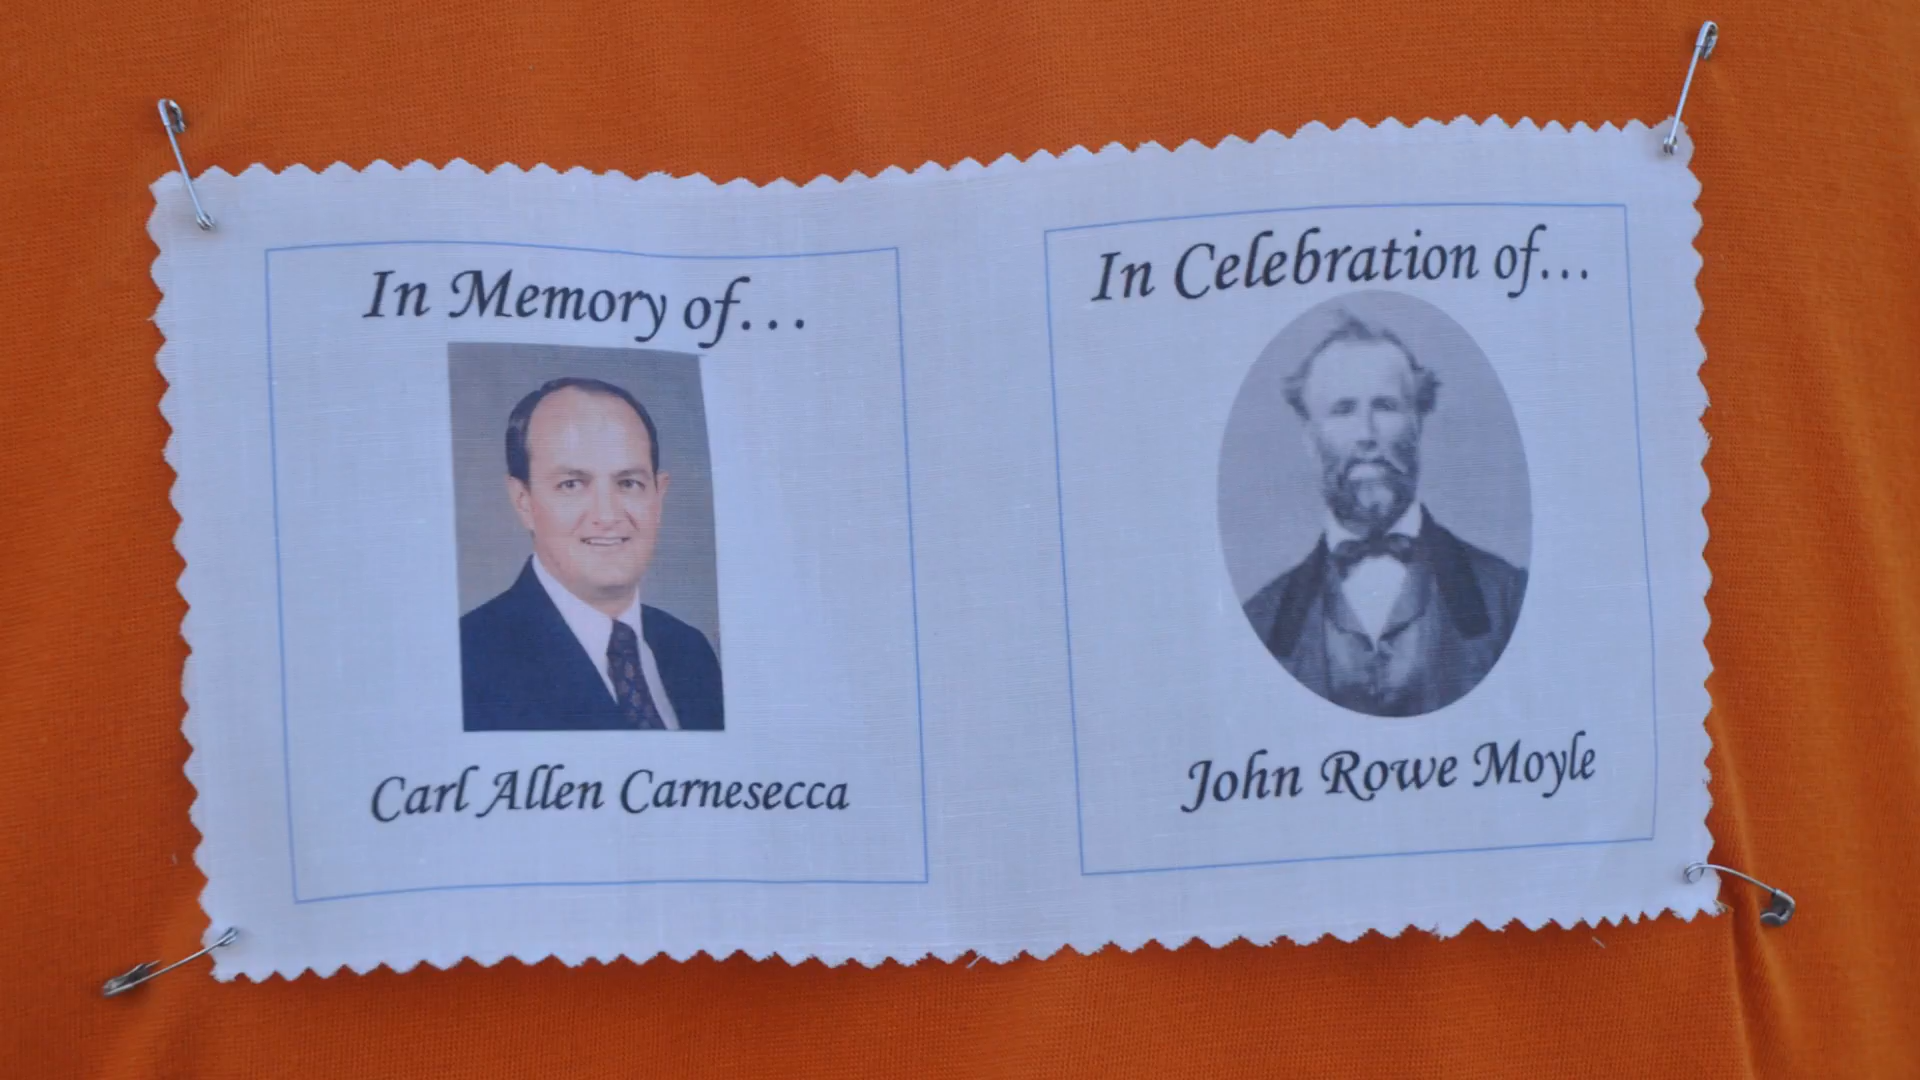 In Memory of...
Carl Allen Carnesecca
In Celebration of...
John Rowe Moyle